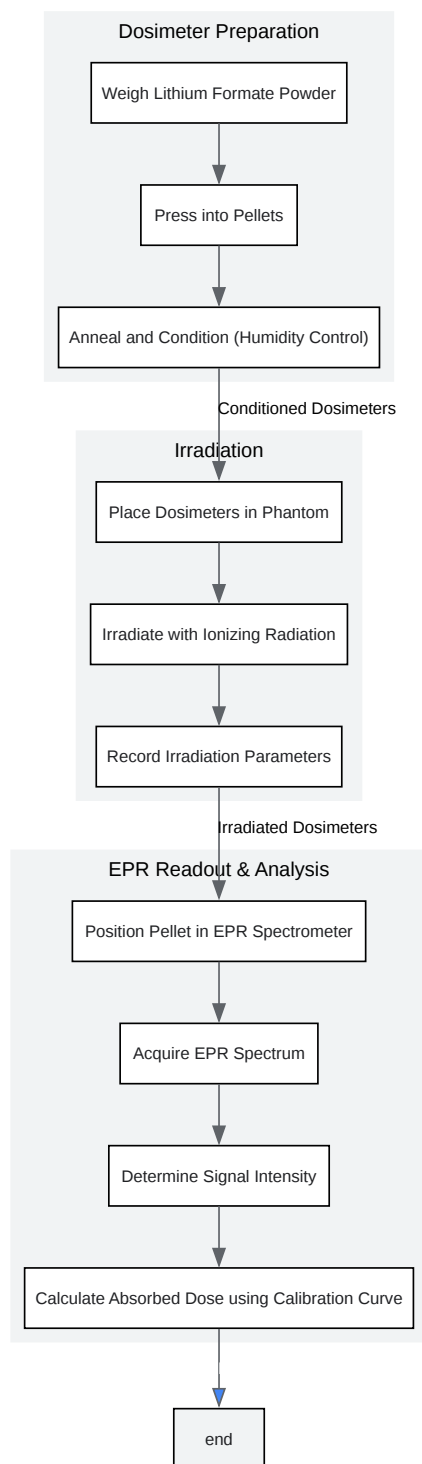 Dosimeter Preparation
Weigh Lithium Formate Powder
Press into Pellets
Anneal and Condition (Humidity Control)
Conditioned Dosimeters
Irradiation
Place Dosimeters in Phantom
Irradiate with Ionizing Radiation
Record Irradiation Parameters
Irradiated Dosimeters
EPR Readout & Analysis
Position Pellet in EPR Spectrometer
Acquire EPR Spectrum
Determine Signal Intensity
Calculate Absorbed Dose using Calibration Curve
end